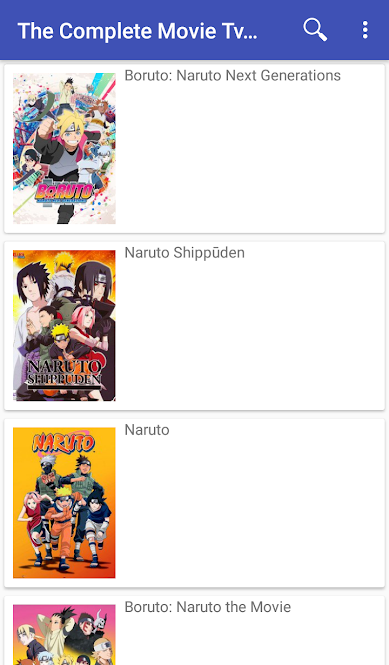 The Complete Movie Tv...
Boruto: Naruto Next Generations
BORUTO
Naruto Shippūden
NARUTO
SHIPPUDEN
Naruto
NARUTO
Boruto: Naruto the Movie